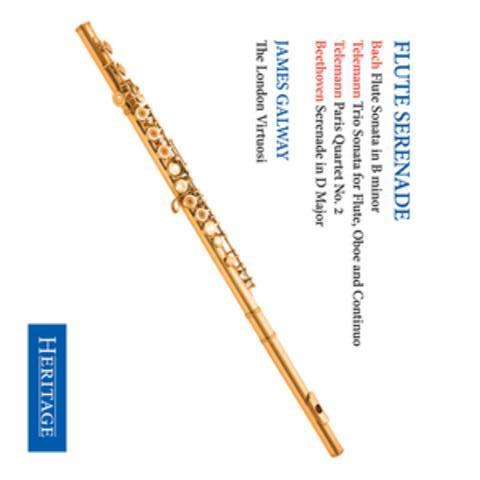 FLUTE SERENADE
Bach Flute Sonata in B minor
Telemann Trio Sonata for Flute, Oboe and Continuo
Telemann Paris Quartet No. 2
Beethoven Serenade in D Major
JAMES GALWAY
The London Virtuosi
HERITAGE